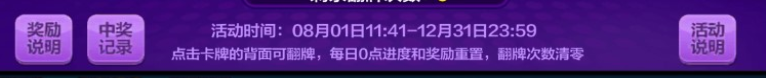 奖励
说明
中奖
记录
活动时间：08月01日11:41-12月31日23:59
点击卡牌的背面可翻牌，每日0点进度和奖励重置，翻牌次数清零
活动
说明